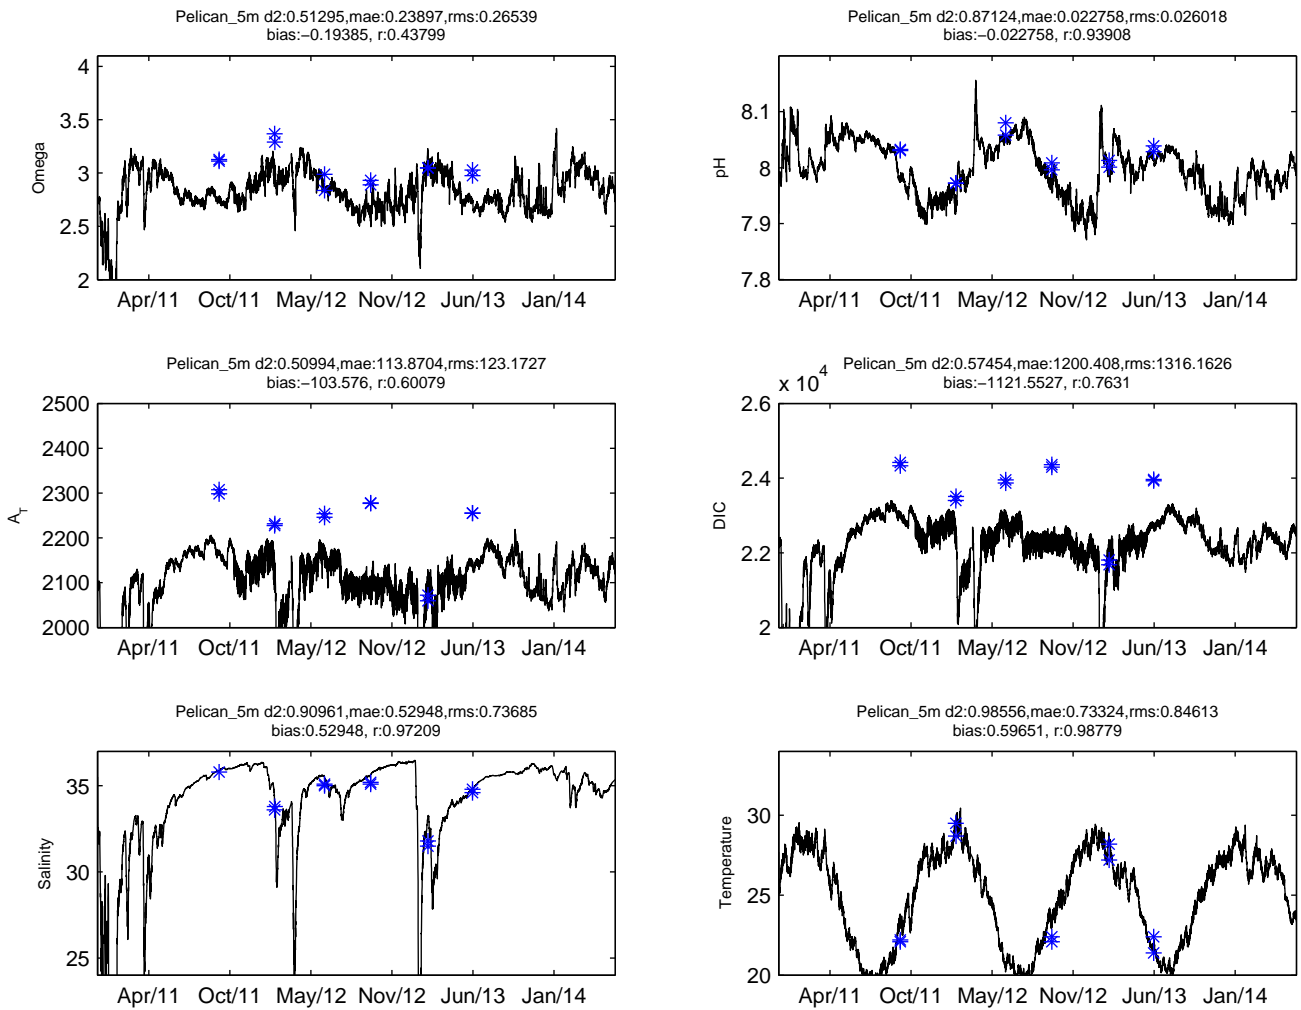 Pelican_5m d2:0.51295,mae:0.23897,rms:0.26539
bias:−0.19385, r:0.43799
4
3.5
3
2.5
2
Omega
Apr/11 Oct/11 May/12 Nov/12 Jun/13 Jan/14
Pelican_5m d2:0.87124,mae:0.022758,rms:0.026018
bias:−0.022758, r:0.93908
8.1
8
7.9
7.8
pH
Apr/11 Oct/11 May/12 Nov/12 Jun/13 Jan/14
Pelican_5m d2:0.50994,mae:113.8704,rms:123.1727
bias:−103.576, r:0.60079
2500
2400
2300
2200
2100
2000
A_T
Apr/11 Oct/11 May/12 Nov/12 Jun/13 Jan/14
Pelican_5m d2:0.57454,mae:1200.408,rms:1316.1626
bias:−1121.5527, r:0.7631
x 10^4
2.6
2.4
2.2
2
DIC
Apr/11 Oct/11 May/12 Nov/12 Jun/13 Jan/14
Pelican_5m d2:0.90961,mae:0.52948,rms:0.73685
bias:0.52948, r:0.97209
35
30
25
Salinity
Apr/11 Oct/11 May/12 Nov/12 Jun/13 Jan/14
Pelican_5m d2:0.98556,mae:0.73324,rms:0.84613
bias:0.59651, r:0.98779
30
25
20
Temperature
Apr/11 Oct/11 May/12 Nov/12 Jun/13 Jan/14